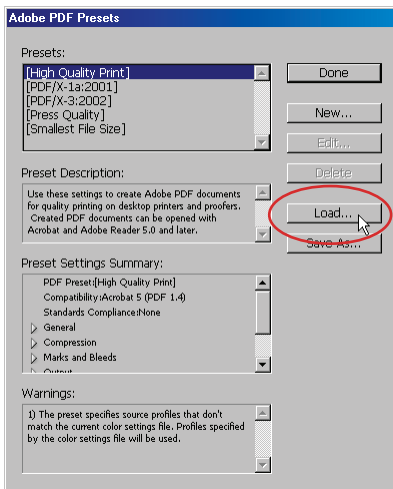 Adobe PDF Presets
Presets:
[High Quality Print]
[PDF/X-1a:2001]
[PDF/X-3:2002]
[Press Quality]
[Smallest File Size]
Done
New...
Edit...
Delete
Load...
Save As...
Preset Description:
Use these settings to create Adobe PDF documents
for quality printing on desktop printers and proofers.
Created PDF documents can be opened with
Acrobat and Adobe Reader 5.0 and later.
Preset Settings Summary:
PDF Preset:[High Quality Print]
Compatibility:Acrobat 5 (PDF 1.4)
Standards Compliance:None
General
Compression
Marks and Bleeds
Output
Warnings:
1) The preset specifies source profiles that don't
match the current color settings file. Profiles specified
by the color settings file will be used.